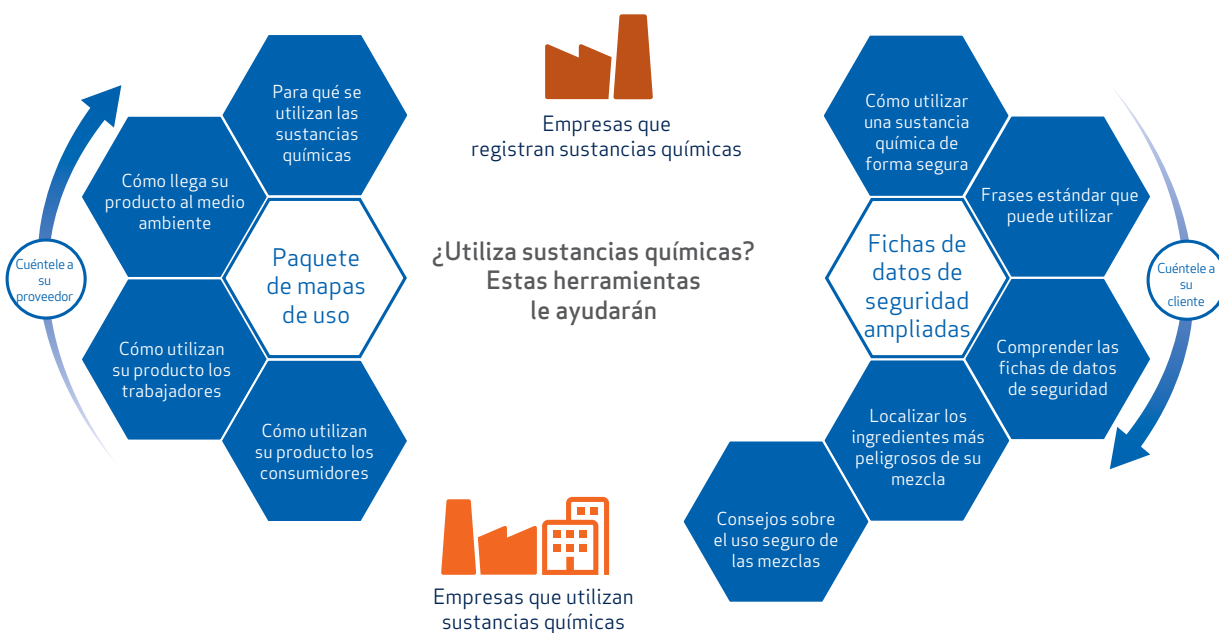 Para qué se
utilizan las
sustancias
químicas
Cómo llega su
producto al medio
ambiente
Cuéntele a
su
proveedor
Paquete
de mapas
de uso
Cómo utilizan
su producto los
trabajadores
Cómo utilizan
su producto los
consumidores
Empresas que
registran sustancias químicas
¿Utiliza sustancias químicas?
Estas herramientas
le ayudarán
Empresas que utilizan
sustancias químicas
Cómo utilizar
una sustancia
química de
forma segura
Frases estándar que
puede utilizar
Fichas de
datos de
seguridad
ampliadas
Cuéntele a
su
cliente
Comprender las
fichas de datos
de seguridad
Localizar los
ingredientes más
peligrosos de su
mezcla
Consejos sobre
el uso seguro de
las mezclas